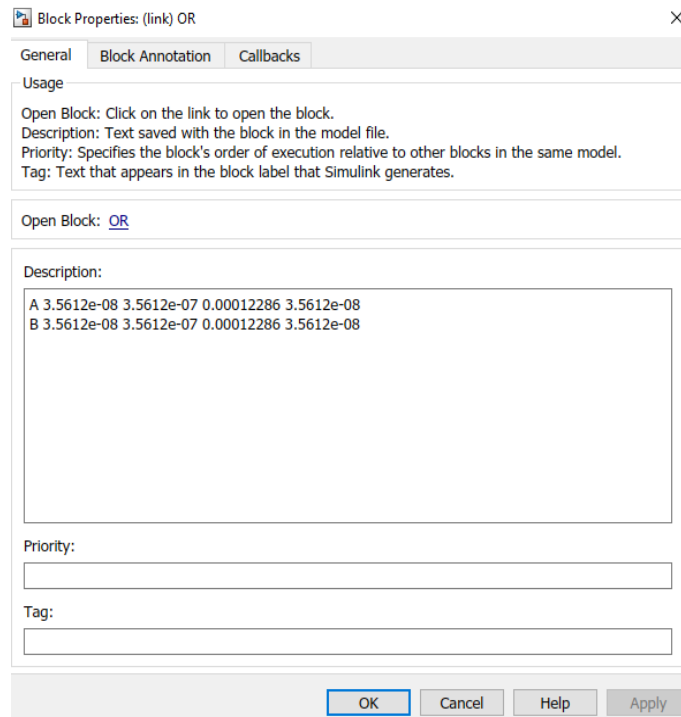 Block Properties: (link) OR
General Block Annotation Callbacks
Usage
Open Block: Click on the link to open the block.
Description: Text saved with the block in the model file.
Priority: Specifies the block's order of execution relative to other blocks in the same model.
Tag: Text that appears in the block label that Simulink generates.
Open Block: OR
Description:
A 3.5612e-08 3.5612e-07 0.00012286 3.5612e-08
B 3.5612e-08 3.5612e-07 0.00012286 3.5612e-08
Priority:
Tag:
OK Cancel Help Apply